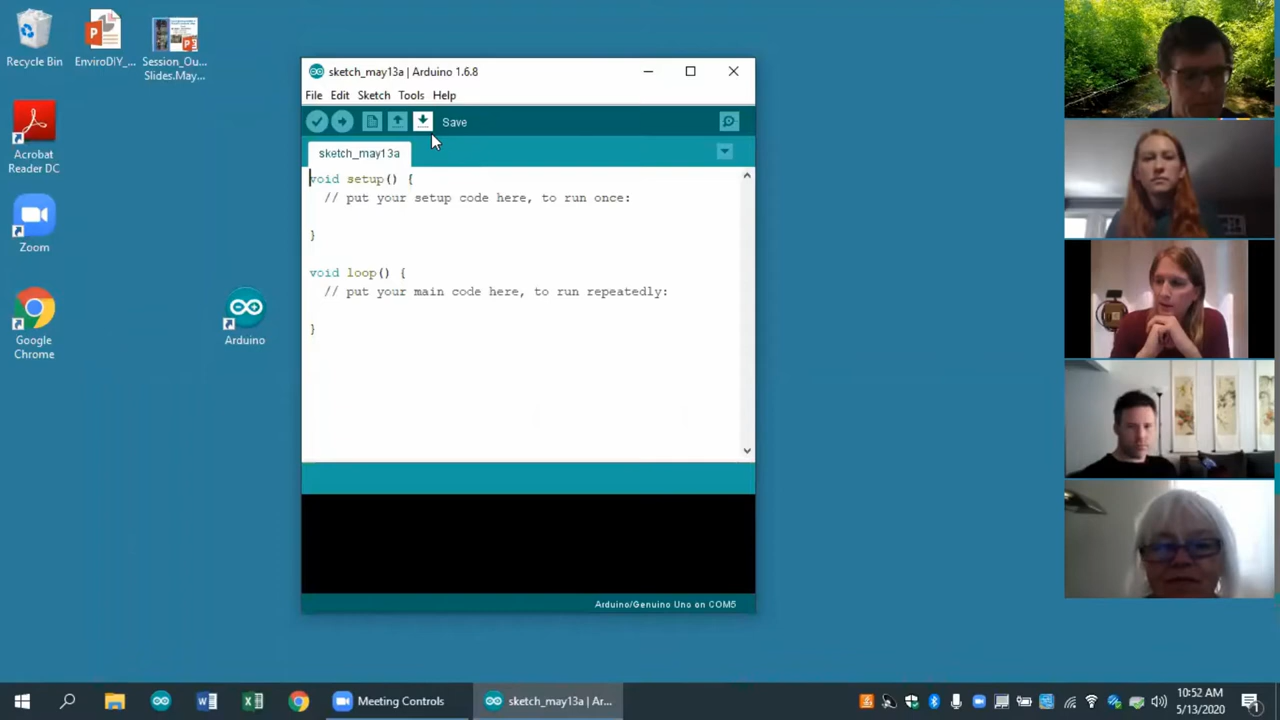 Recycle Bin
EnviroDIY_...
Session_Ou...
Slides.May...
Acrobat
Reader DC
Zoom
Google
Chrome
Arduino
sketch_may13a | Arduino 1.6.8
File Edit Sketch Tools Help
Save
sketch_may13a
void setup() {
// put your setup code here, to run once:
}
void loop() {
// put your main code here, to run repeatedly:
}
Arduino/Genuino Uno on COM5
Meeting Controls
sketch_may13a | Ar...
10:52 AM
5/13/2020